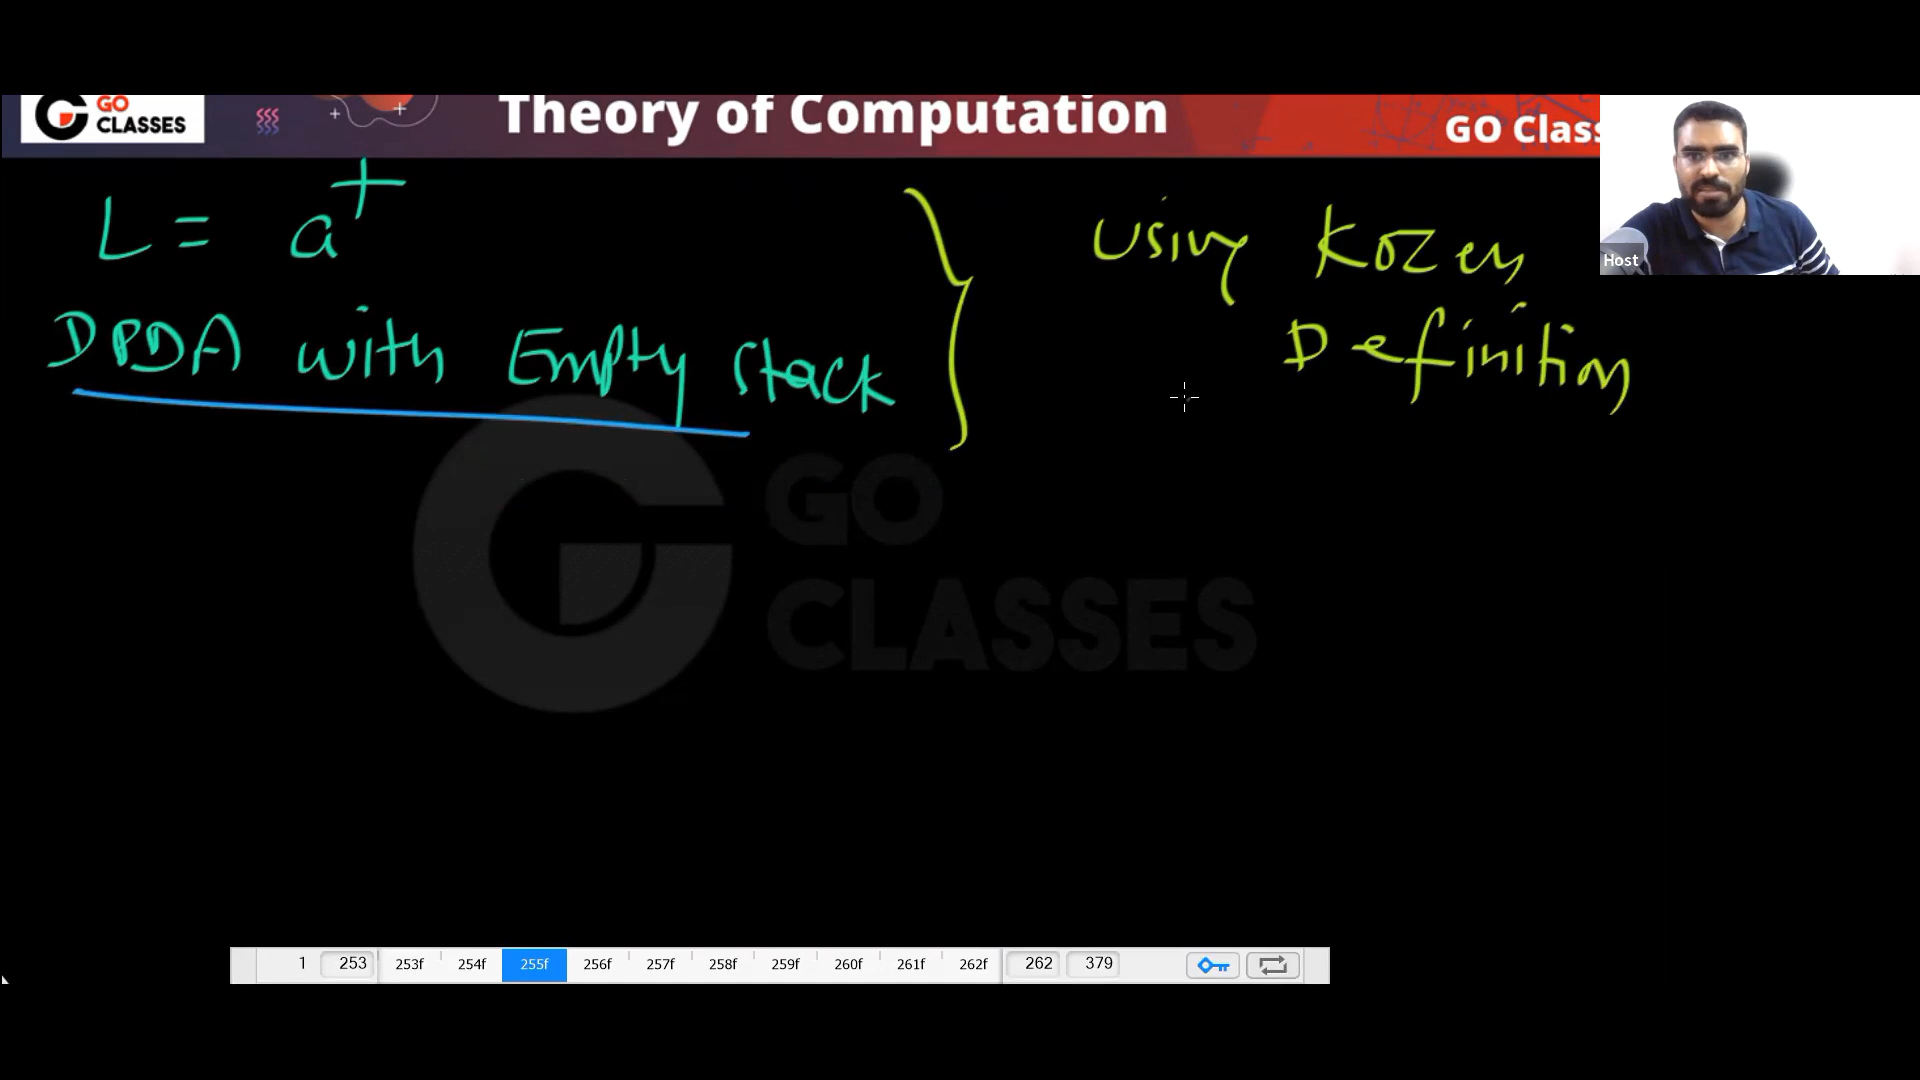 GO CLASSES
Theory of Computation
GO Class
L = a+
DPDA with Empty stack
Using Kozen
Definition
Host
GO
CLASSES
1 253 253f 254f 255f 256f 257f 258f 259f 260f 261f 262f 262 379